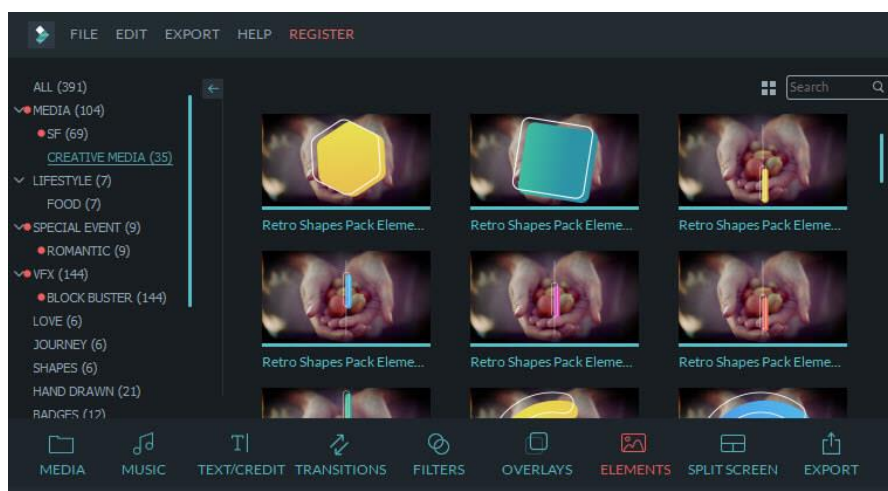 FILE EDIT EXPORT HELP REGISTER
Search
ALL (391)
MEDIA (104)
SF (69)
CREATIVE MEDIA (35)
LIFESTYLE (7)
FOOD (7)
SPECIAL EVENT (9)
ROMANTIC (9)
VFX (144)
BLOCK BUSTER (144)
LOVE (6)
JOURNEY (6)
SHAPES (6)
HAND DRAWN (21)
BADGES (12)
Retro Shapes Pack Eleme... Retro Shapes Pack Eleme... Retro Shapes Pack Eleme...
Retro Shapes Pack Eleme... Retro Shapes Pack Eleme... Retro Shapes Pack Eleme...
MEDIA MUSIC TEXT/CREDIT TRANSITIONS FILTERS OVERLAYS ELEMENTS SPLIT SCREEN EXPORT